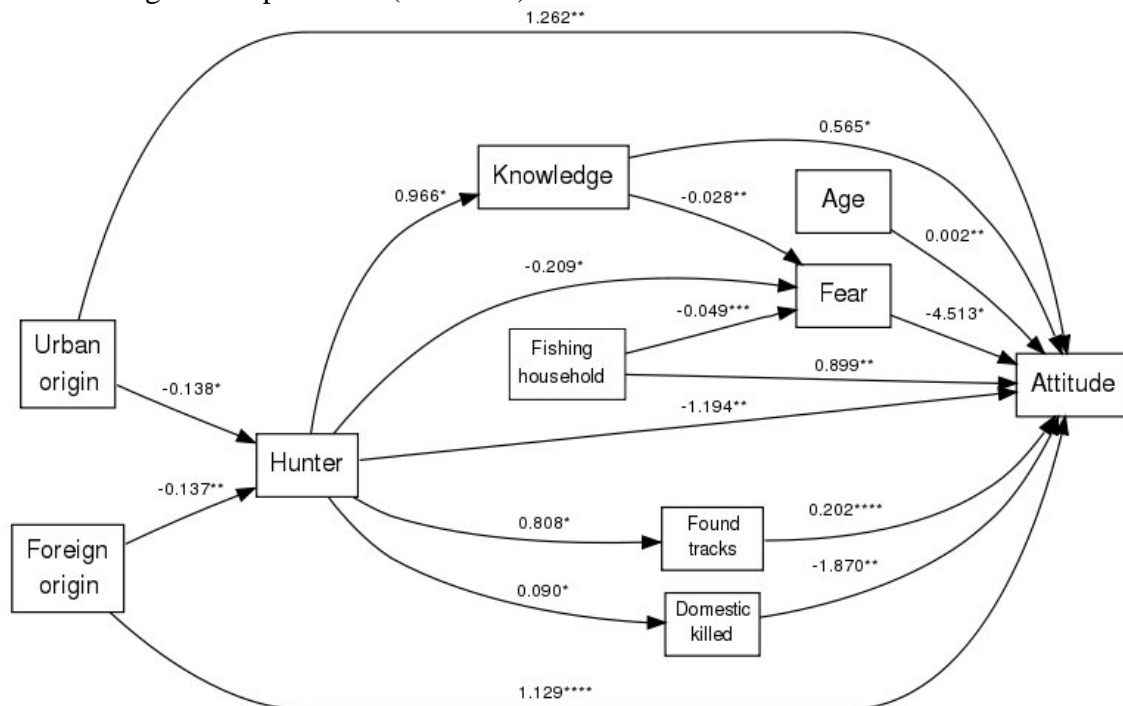 1.262**
0.565*
Knowledge
0.966*
-0.028**
Age
0.002**
-0.209*
Fear
-0.049***
-4.513*
Urban
origin
Fishing
household
0.899**
Attitude
-0.138*
-1.194**
Hunter
-0.137**
Foreign
origin
0.808*
Found
tracks
0.202****
-1.870**
0.090*
Domestic
killed
1.129****